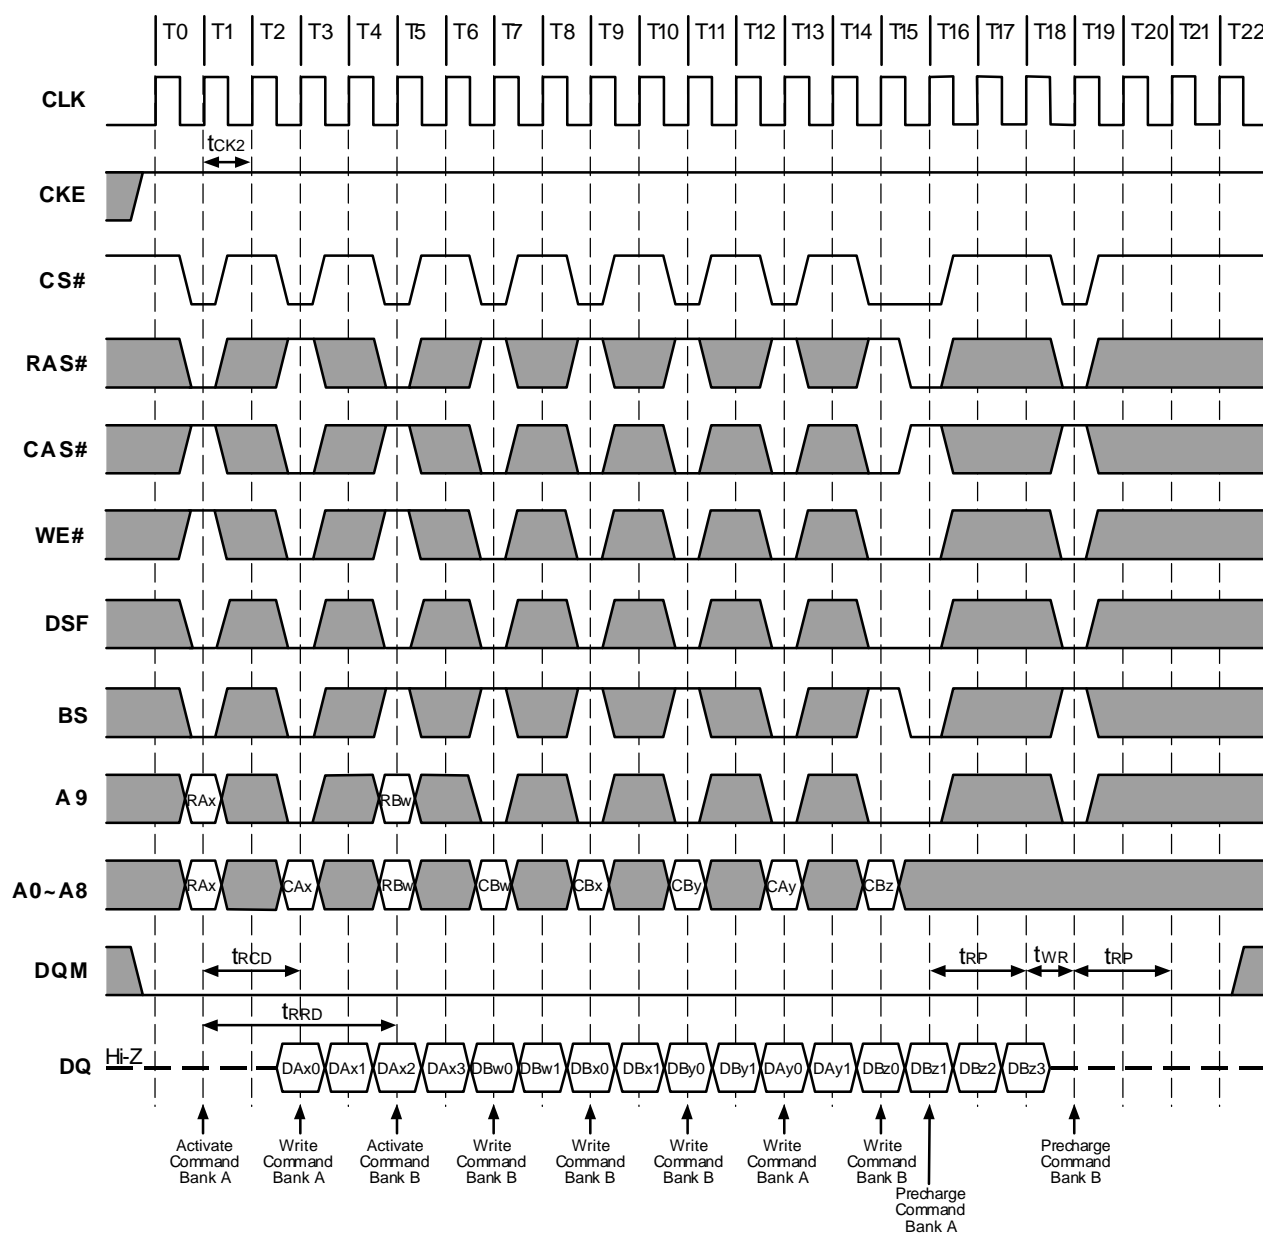 T0 T1 T2 T3 T4 T5 T6 T7 T8 T9 T10 T11 T12 T13 T14 T15 T16 T17 T18 T19 T20 T21 T22
CLK
tCK2
CKE
CS#
RAS#
CAS#
WE#
DSF
BS
A9 RAx RBw
A0~A8 RAx CAx RBw CBw CBx CBy CAy CBz
DQM tRCD tRP tWR tRP
tRRD
DQ Hi-Z DAx0 DAx1 DAx2 DAx3 DBw0 DBw1 DBx0 DBx1 DBy0 DBy1 DAy0 DAy1 DBz0 DBz1 DBz2 DBz3
Activate
Command
Bank A
Write
Command
Bank A
Activate
Command
Bank B
Write
Command
Bank B
Write
Command
Bank B
Write
Command
Bank B
Write
Command
Bank A
Write
Command
Bank B
Precharge
Command
Bank A
Precharge
Command
Bank B